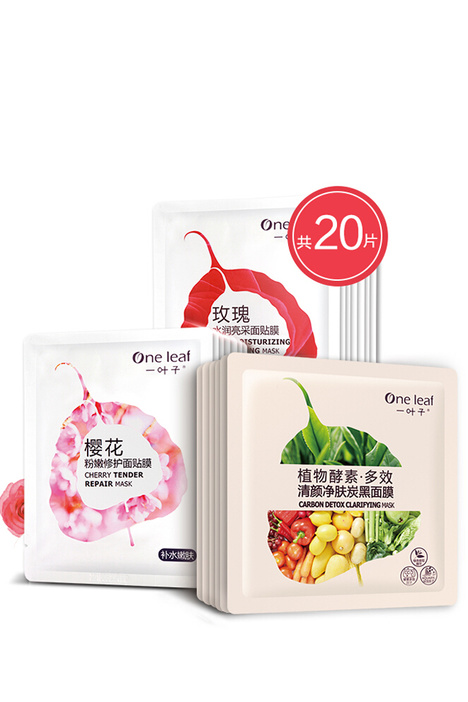 One leaf
一叶子
玫瑰
水润亮采面贴膜
共20片
One leaf
一叶子
樱花
粉嫩修护面贴膜
CHERRY TENDER
REPAIR MASK
补水嫩肤
One leaf
一叶子
植物酵素·多效
清颜净肤炭黑面膜
CARBON DETOX CLARIFYING MASK